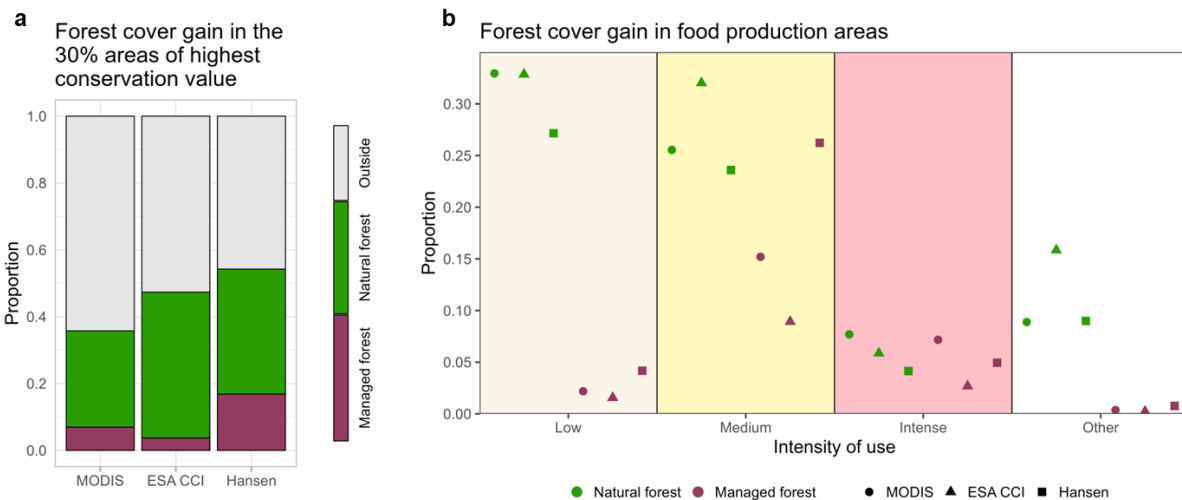 a
Forest cover gain in the
30% areas of highest
conservation value
Proportion
1.0
0.8
0.6
0.4
0.2
0.0
MODIS
ESA CCI
Hansen
Outside
Natural forest
Managed forest
b
Forest cover gain in food production areas
Proportion
0.30
0.25
0.20
0.15
0.10
0.05
0.00
Low
Medium
Intense
Other
Intensity of use
Natural forest
Managed forest
MODIS
ESA CCI
Hansen